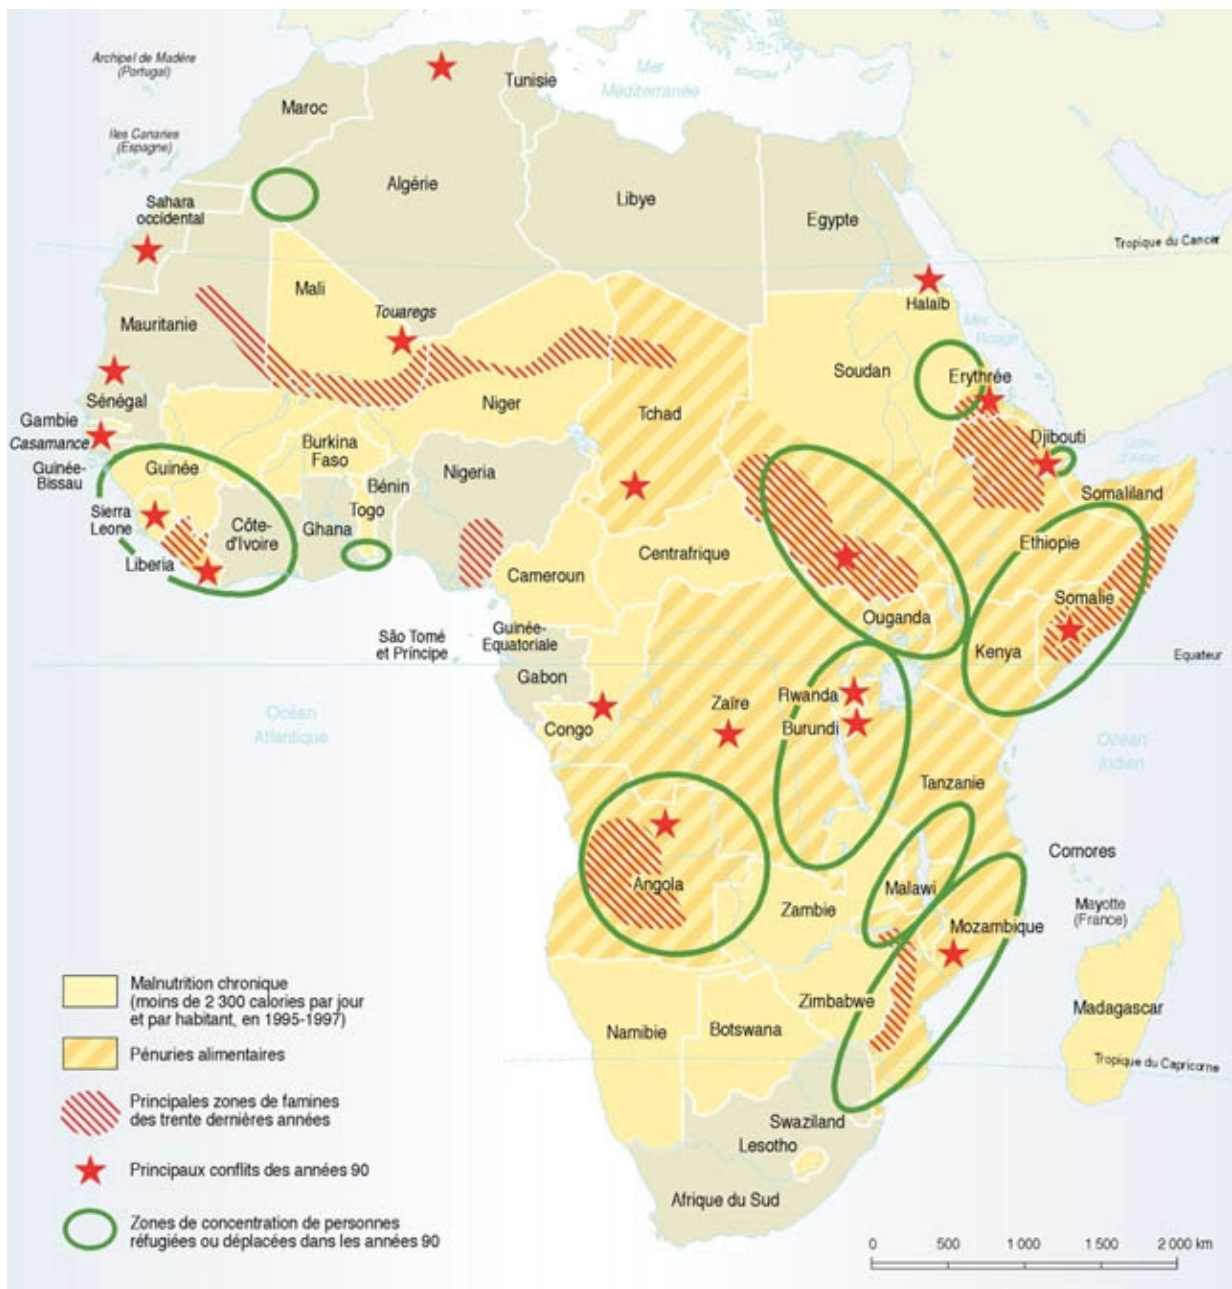 Archipel de Madère
(Portugal)
Mer
Méditerranée
Tunisie
Maroc
Iles Canaries
(Espagne)
Algérie
Libye
Egypte
Sahara
occidental
Tropique du Cancer
Mali
Halaïb
Touaregs
Mauritanie
Mer
Rouge
Soudan
Erythrée
Sénégal
Niger
Tchad
Gambie
Casamance
Djibouti
Burkina
Faso
Guinée-
Bissau
Guinée
Nigeria
Bénin
Somaliland
Sierra
Leone
Togo
Côte-
d'Ivoire
Ghana
Ethiopie
Centrafrique
Liberia
Cameroun
Somalie
Ouganda
São Tomé
et Príncipe
Guinée-
Equatoriale
Kenya
Equateur
Gabon
Rwanda
Zaïre
Océan
Atlantique
Congo
Burundi
Océan
Indien
Tanzanie
Comores
Angola
Malawi
Mayotte
(France)
Zambie
Mozambique
Malnutrition chronique
(moins de 2 300 calories par jour
et par habitant, en 1995-1997)
Zimbabwe
Madagascar
Namibie
Botswana
Pénuries alimentaires
Tropique du Capricorne
Principales zones de famines
des trente dernières années
Swaziland
Lesotho
Principaux conflits des années 90
Afrique du Sud
Zones de concentration de personnes
réfugiées ou déplacées dans les années 90
0 500 1 000 1 500 2 000 km